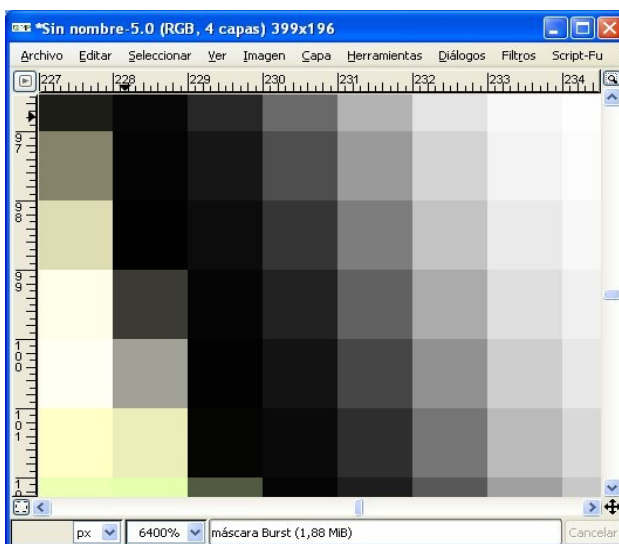 *Sin nombre-5.0 (RGB, 4 capas) 399x196
Archivo Editar Seleccionar Ver Imagen Capa Herramientas Diálogos Filtros Script-Fu
227 228 229 230 231 232 233 234
97
98
99
100
101
px 6400% máscara Burst (1,88 MiB) Cancelar